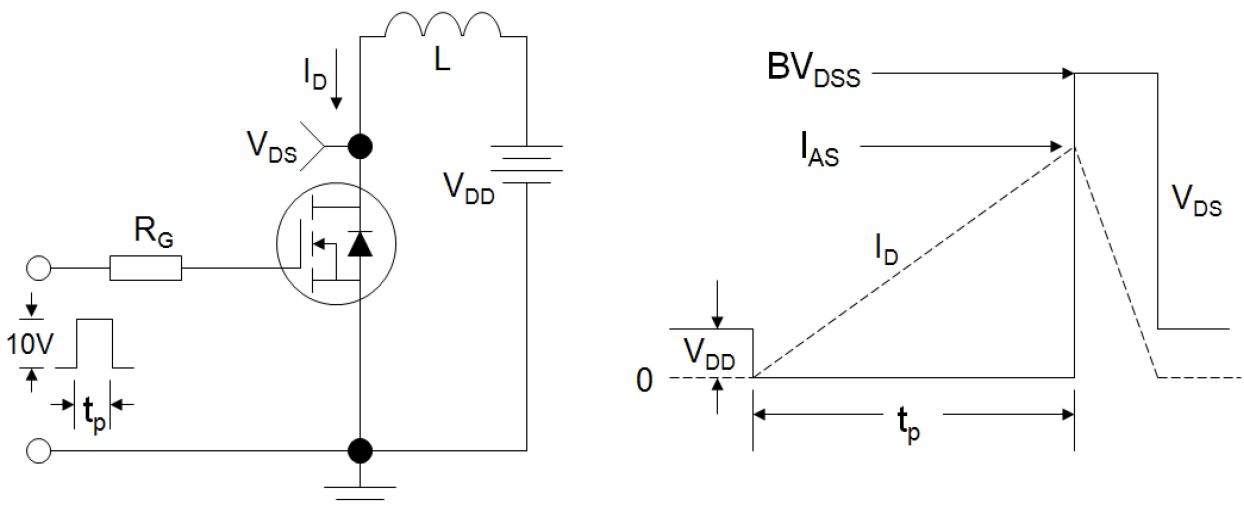 L
I_D
V_DS
V_DD
R_G
10V
t_p
BV_DSS
I_AS
V_DS
I_D
V_DD
0
t_p